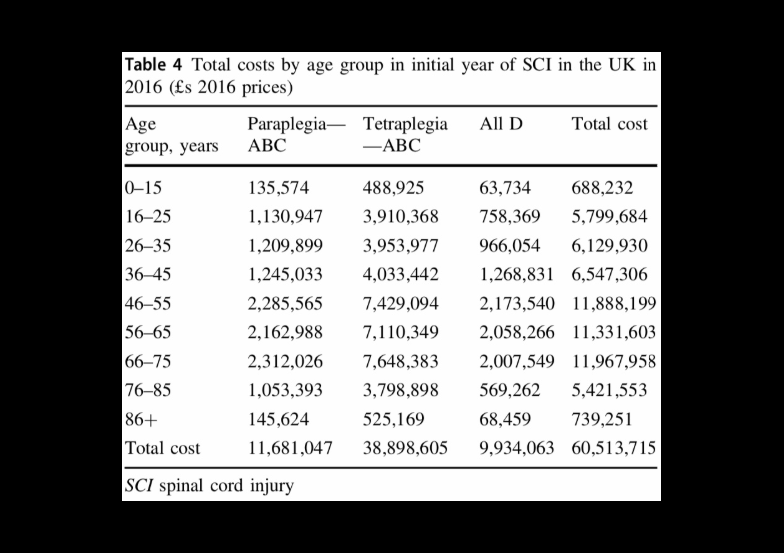 Table 4 Total costs by age group in initial year of SCI in the UK in
2016 (£s 2016 prices)
Age group, years Paraplegia—ABC Tetraplegia—ABC All D Total cost
0–15 135,574 488,925 63,734 688,232
16–25 1,130,947 3,910,368 758,369 5,799,684
26–35 1,209,899 3,953,977 966,054 6,129,930
36–45 1,245,033 4,033,442 1,268,831 6,547,306
46–55 2,285,565 7,429,094 2,173,540 11,888,199
56–65 2,162,988 7,110,349 2,058,266 11,331,603
66–75 2,312,026 7,648,383 2,007,549 11,967,958
76–85 1,053,393 3,798,898 569,262 5,421,553
86+ 145,624 525,169 68,459 739,251
Total cost 11,681,047 38,898,605 9,934,063 60,513,715
SCI spinal cord injury